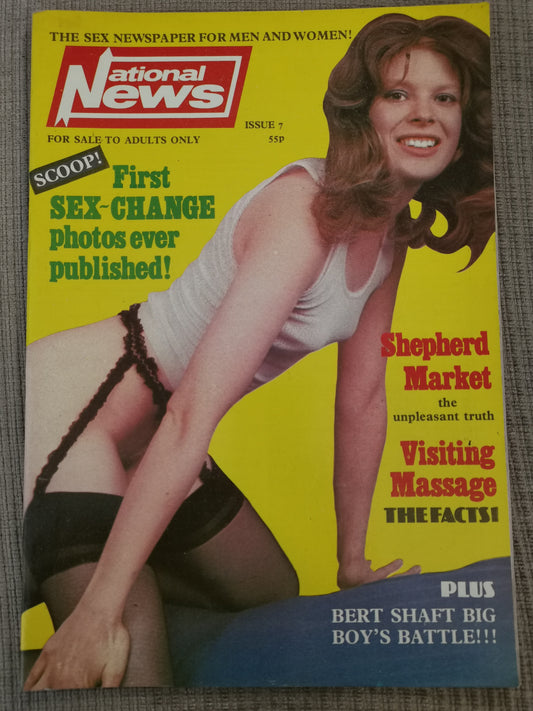 THE SEX NEWSPAPER FOR MEN AND WOMEN!
National
News
ISSUE 7
FOR SALE TO ADULTS ONLY
55p
SCOOP!
First
SEX-CHANGE
photos ever
published!
Shepherd
Market
the
unpleasant truth
Visiting
Massage
THE FACTS!
PLUS
BERT SHAFT BIG
BOY'S BATTLE!!!